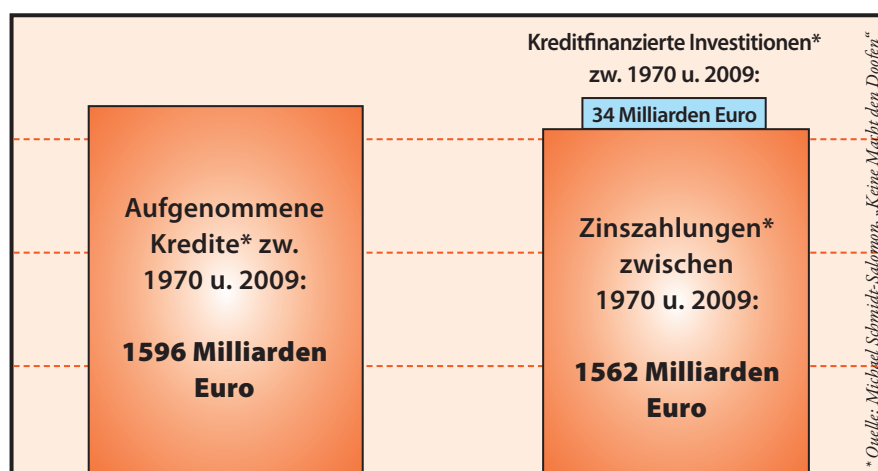 Kreditfinanzierte Investitionen*
zw. 1970 u. 2009:
34 Milliarden Euro
Aufgenommene
Kredite* zw.
1970 u. 2009:
1596 Milliarden
Euro
Zinszahlungen*
zwischen
1970 u. 2009:
1562 Milliarden
Euro
* Quelle: Michael Schmidt-Salomon, „Keine Macht den Doofen“